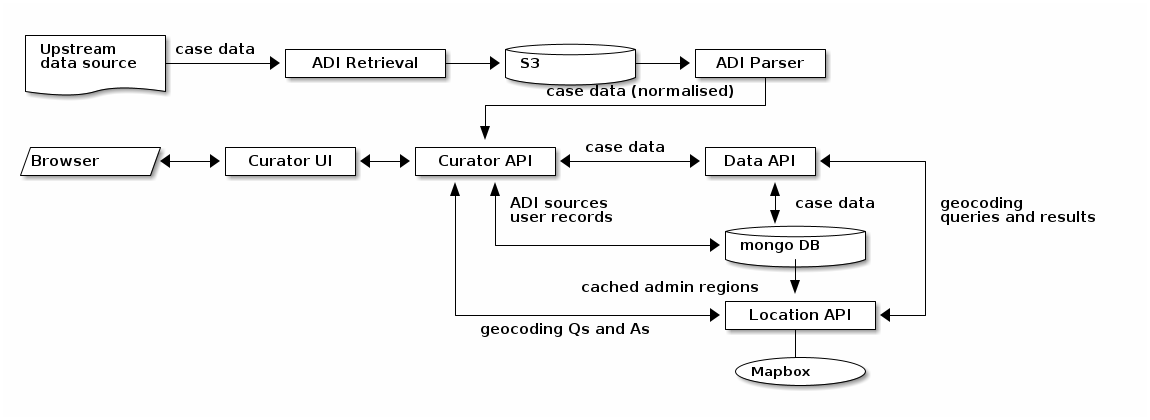 Upstream
data source
case data
ADI Retrieval
S3
ADI Parser
case data (normalised)
Browser
Curator UI
Curator API
case data
Data API
ADI sources
user records
case data
geocoding
queries and results
mongo DB
cached admin regions
Location API
geocoding Qs and As
Mapbox